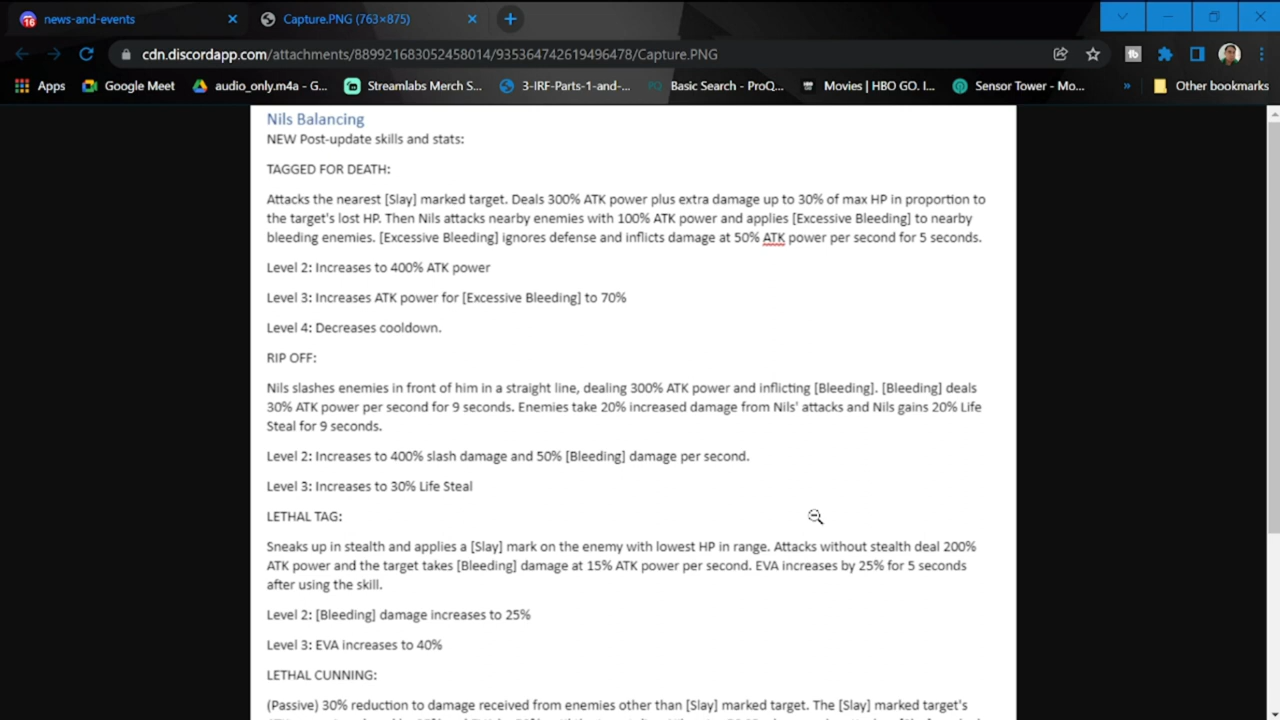 16 news-and-events
Capture.PNG (763×875)
cdn.discordapp.com/attachments/889921683052458014/935364742619496478/Capture.PNG
Apps Google Meet audio_only.m4a - G... Streamlabs Merch S... 3-IRF-Parts-1-and-... PQ Basic Search - ProQ... Movies | HBO GO. I... Sensor Tower - Mo... » Other bookmarks
Nils Balancing
NEW Post-update skills and stats:
TAGGED FOR DEATH:
Attacks the nearest [Slay] marked target. Deals 300% ATK power plus extra damage up to 30% of max HP in proportion to
the target's lost HP. Then Nils attacks nearby enemies with 100% ATK power and applies [Excessive Bleeding] to nearby
bleeding enemies. [Excessive Bleeding] ignores defense and inflicts damage at 50% ATK power per second for 5 seconds.
Level 2: Increases to 400% ATK power
Level 3: Increases ATK power for [Excessive Bleeding] to 70%
Level 4: Decreases cooldown.
RIP OFF:
Nils slashes enemies in front of him in a straight line, dealing 300% ATK power and inflicting [Bleeding]. [Bleeding] deals
30% ATK power per second for 9 seconds. Enemies take 20% increased damage from Nils' attacks and Nils gains 20% Life
Steal for 9 seconds.
Level 2: Increases to 400% slash damage and 50% [Bleeding] damage per second.
Level 3: Increases to 30% Life Steal
LETHAL TAG:
Sneaks up in stealth and applies a [Slay] mark on the enemy with lowest HP in range. Attacks without stealth deal 200%
ATK power and the target takes [Bleeding] damage at 15% ATK power per second. EVA increases by 25% for 5 seconds
after using the skill.
Level 2: [Bleeding] damage increases to 25%
Level 3: EVA increases to 40%
LETHAL CUNNING:
(Passive) 30% reduction to damage received from enemies other than [Slay] marked target. The [Slay] marked target's